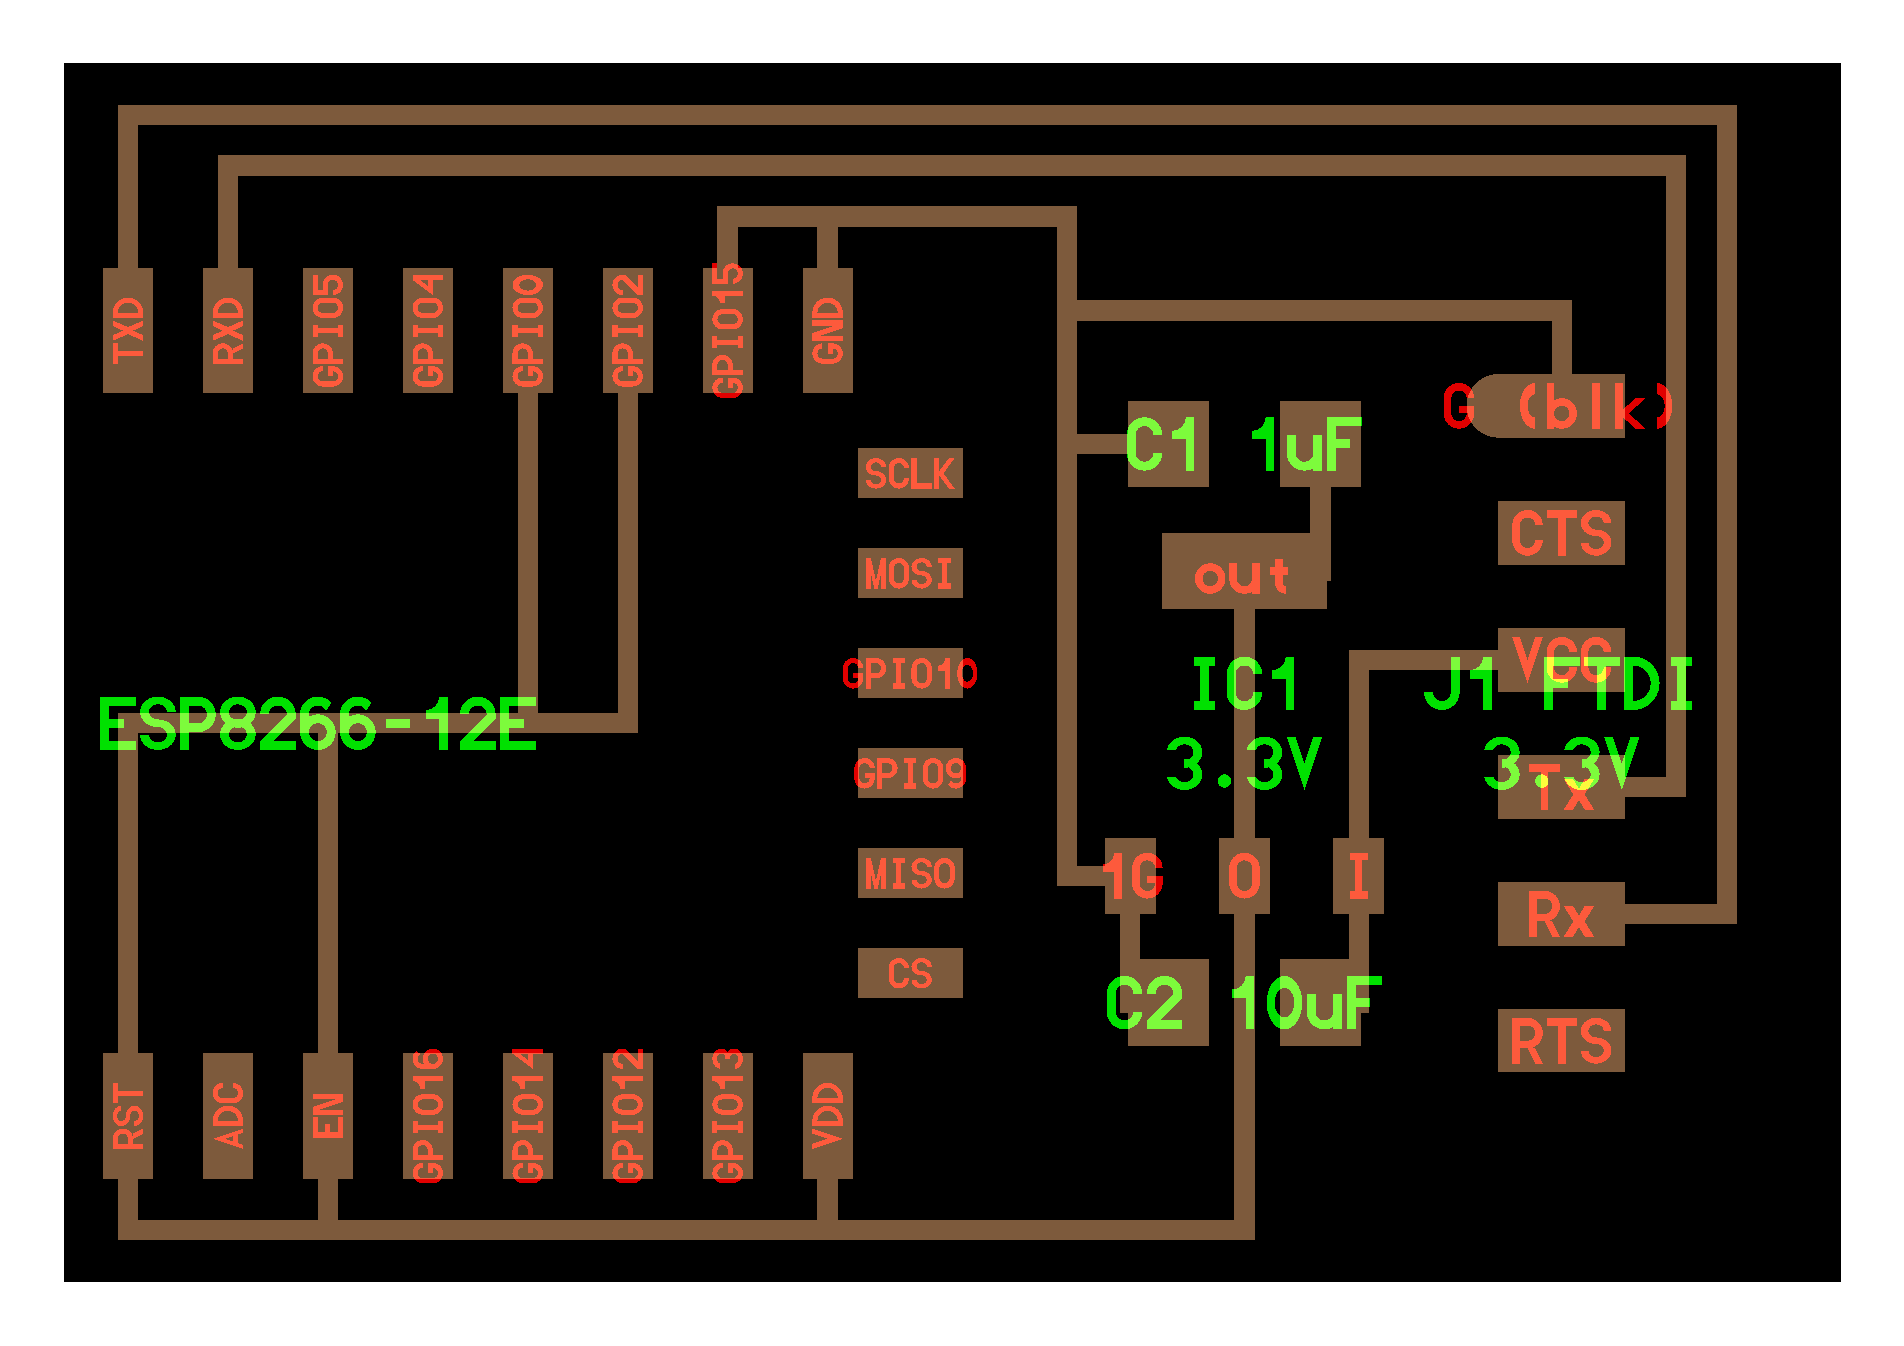 TXD
RXD
GPIO5
GPIO4
GPIO0
GPIO2
GPIO15
GND
G (blk)
C1 1uF
SCLK
CTS
MOSI
out
VCC
GPIO10
IC1
3.3V
J1 FTDI
3.3V
ESP8266-12E
GPIO9
Tx
MISO
1G
O
I
Rx
CS
C2 10uF
RTS
RST
ADC
EN
GPIO16
GPIO14
GPIO12
GPIO13
VDD